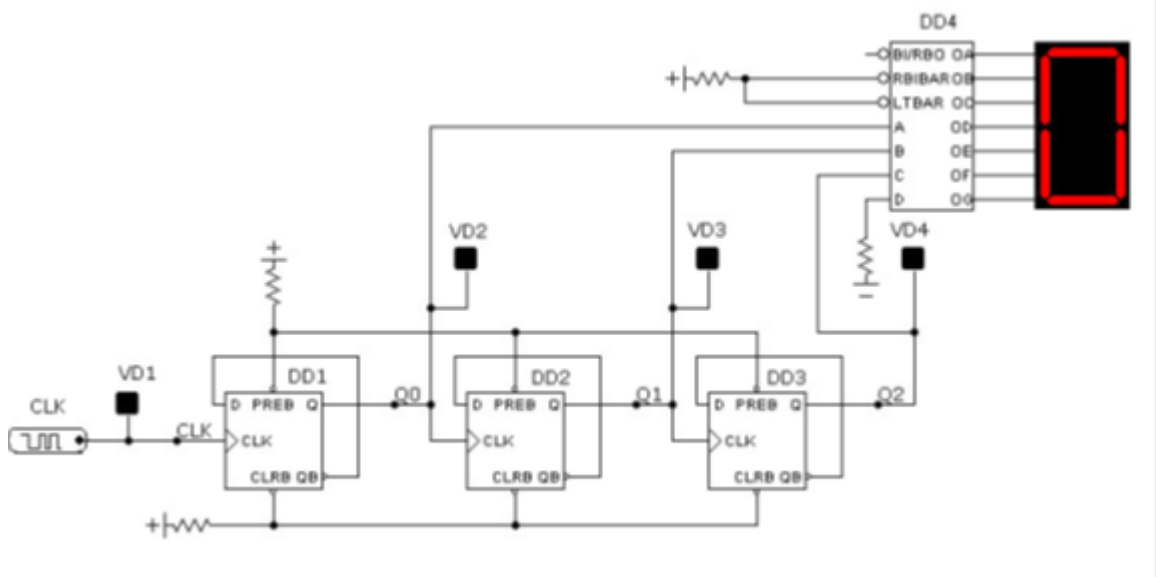 DD4
BI/RBO OA
RBIBAR OB
LTBAR OC
A OD
B OE
C OF
D OG
VD2
VD3
VD4
+
+
VD1
CLK
CLK
DD1
D PREB Q
CLK
CLRB QB
Q0
DD2
D PREB Q
CLK
CLRB QB
Q1
DD3
D PREB Q
CLK
CLRB QB
Q2
+